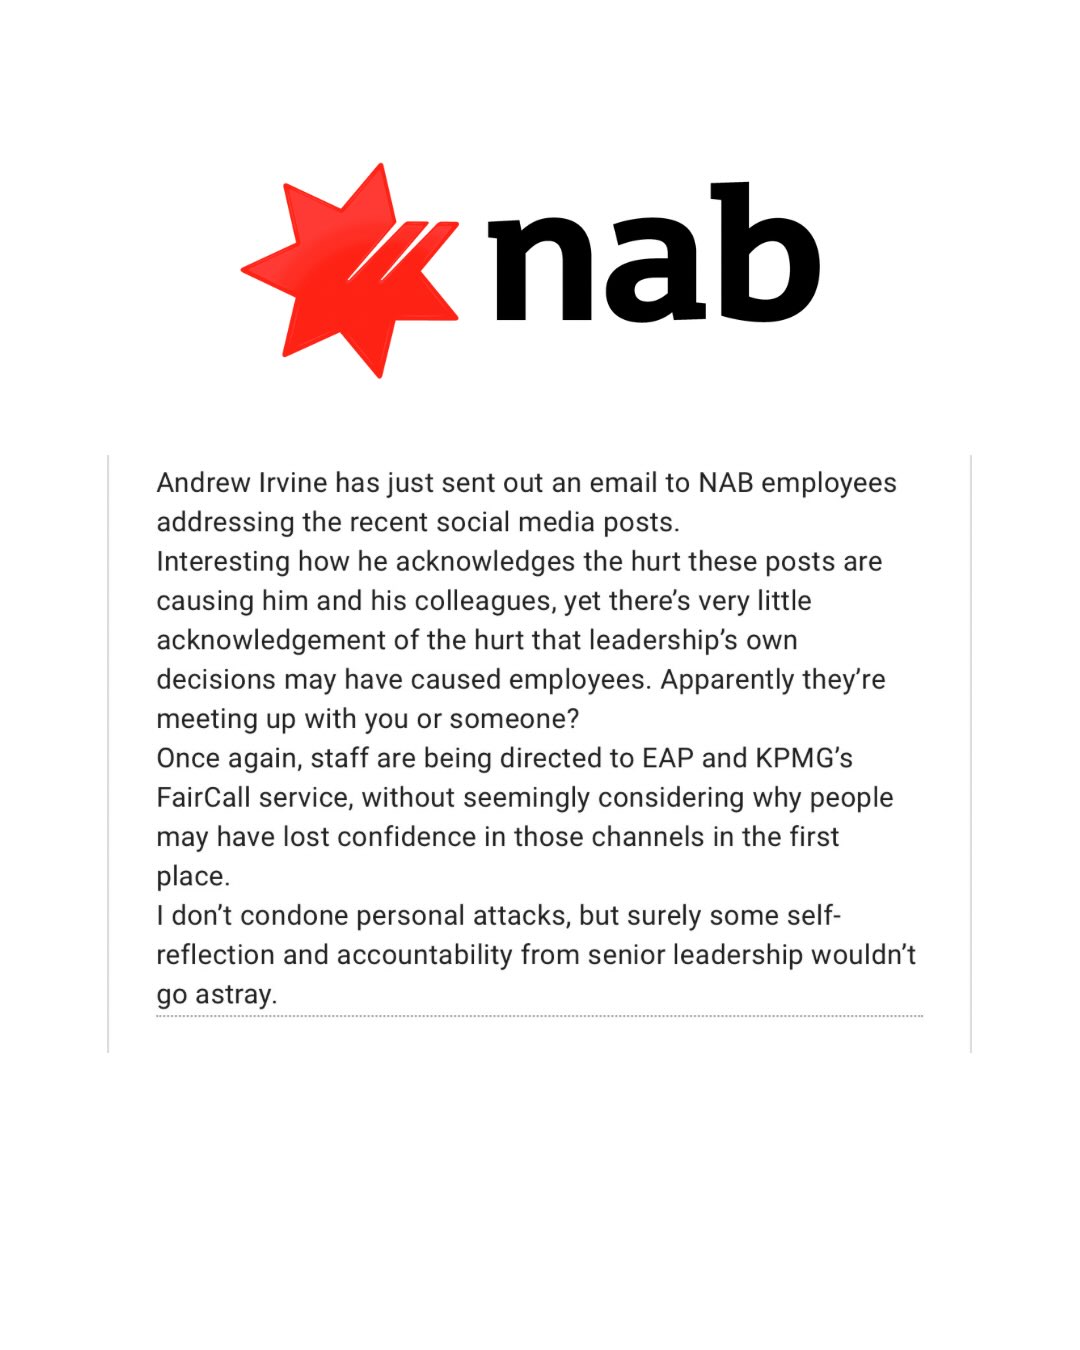 nab
Andrew Irvine has just sent out an email to NAB employees
addressing the recent social media posts.
Interesting how he acknowledges the hurt these posts are
causing him and his colleagues, yet there’s very little
acknowledgement of the hurt that leadership’s own
decisions may have caused employees. Apparently they’re
meeting up with you or someone?
Once again, staff are being directed to EAP and KPMG’s
FairCall service, without seemingly considering why people
may have lost confidence in those channels in the first
place.
I don’t condone personal attacks, but surely some self-
reflection and accountability from senior leadership wouldn’t
go astray.